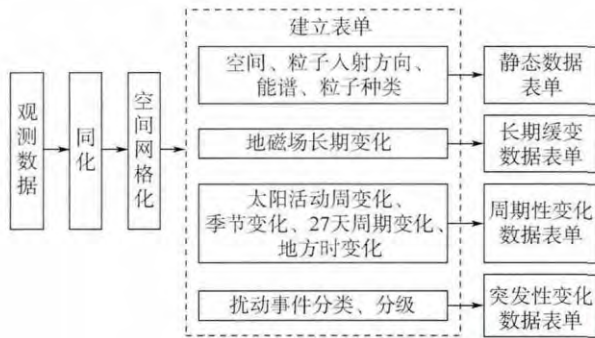 建立表单
观测数据
同化
空间网格化
空间、粒子入射方向、
能谱、粒子种类
静态数据
表单
地磁场长期变化
长期缓变
数据表单
太阳活动周变化、
季节变化、27天周期变化、
地方时变化
周期性变化
数据表单
扰动事件分类、分级
突发性变化
数据表单